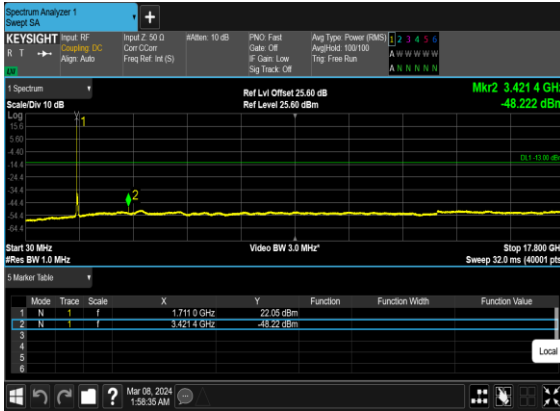 Spectrum Analyzer 1
Swept SA
+
KEYSIGHT Input: RF Input Z: 50 Ω #Atten: 10 dB PNO: Fast Avg Type: Power (RMS) 1 2 3 4 5 6
R T Coupling: DC Corr CCorr Gate: Off Avg|Hold: 100/100 A W W W W W
Align: Auto Freq Ref: Int (S) IF Gain: Low Trig: Free Run
Sig Track: Off A N N N N N
1 Spectrum Ref Lvl Offset 25.60 dB Mkr2 3.421 4 GHz
Scale/Div 10 dB Ref Level 25.60 dBm -48.222 dBm
Log
15.6
5.60
-4.40
-14.4
-24.4
-34.4
-44.4
-54.4
-64.4
1
2
DL1 -13.00 dBm
Start 30 MHz Video BW 3.0 MHz* Stop 17.800 GHz
#Res BW 1.0 MHz Sweep 32.0 ms (40001 pts)
5 Marker Table
Mode Trace Scale X Y Function Function Width Function Value
1 N 1 f 1.711 0 GHz 22.05 dBm
2 N 1 f 3.421 4 GHz -48.22 dBm
3
4
5
6
Local
? Mar 08, 2024
1:58:35 AM